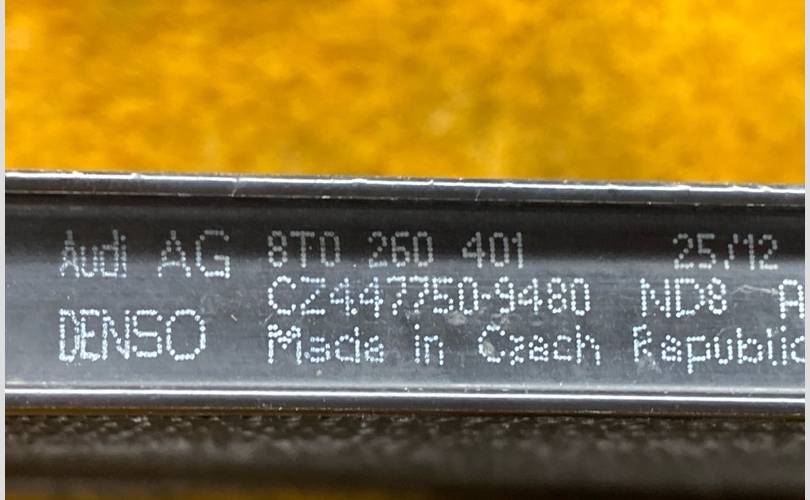 Audi AG 8T0 260 401 25/12
CZ447750-9480 ND8
DENSO Made in Czech Republic